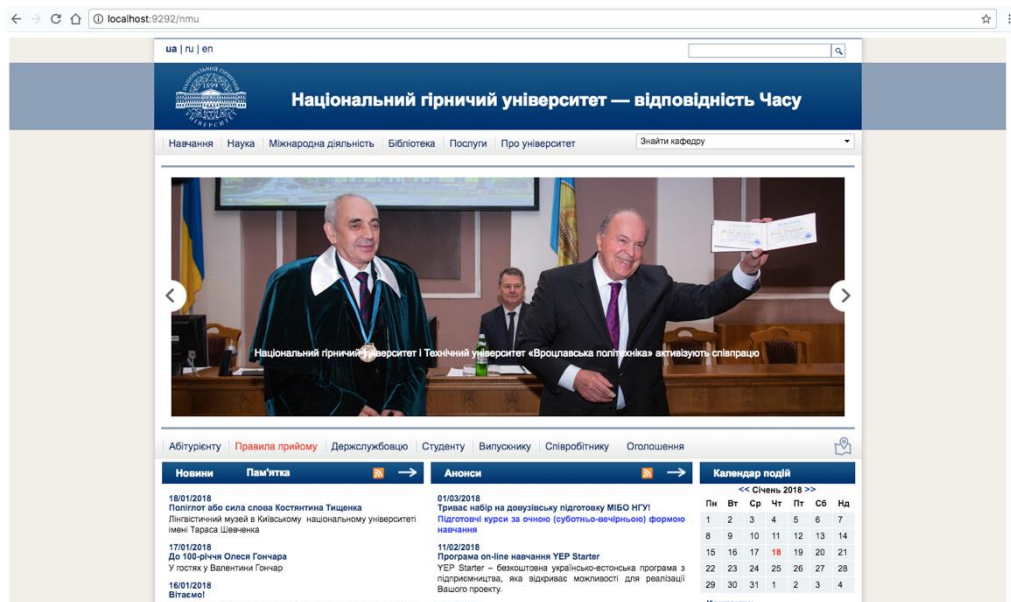 localhost:9292/nmu
ua | ru | en
1899
Національний гірничий університет — відповідність Часу
Навчання Наука Міжнародна діяльність Бібліотека Послуги Про університет Знайти кафедру
Національний гірничий університет і Технічний університет «Вроцлавська політехніка» активізують співпрацю
Абітурієнту Правила прийому Держслужбовцю Студенту Випускнику Співробітнику Оголошення
Новини Пам'ятка
18/01/2018
Поліглот або сила слова Костянтина Тищенка
Лінгвістичний музей в Київському національному університеті
імені Тараса Шевченка
17/01/2018
До 100-річчя Олеся Гончара
У гостях у Валентини Гончар
16/01/2018
Вітаємо!
Анонси
01/03/2018
Триває набір на довузівську підготовку МІБО НГУ!
Підготовчі курси за очною (суботньо-вечірньою) формою
навчання
11/02/2018
Програма on-line навчання YEP Starter
YEP Starter – безкоштовна українсько-естонська програма з
підприємництва, яка відкриває можливості для реалізації
Вашого проекту.
Календар подій
<< Січень 2018 >>
Пн Вт Ср Чт Пт Сб Нд
1 2 3 4 5 6 7
8 9 10 11 12 13 14
15 16 17 18 19 20 21
22 23 24 25 26 27 28
29 30 31 1 2 3 4